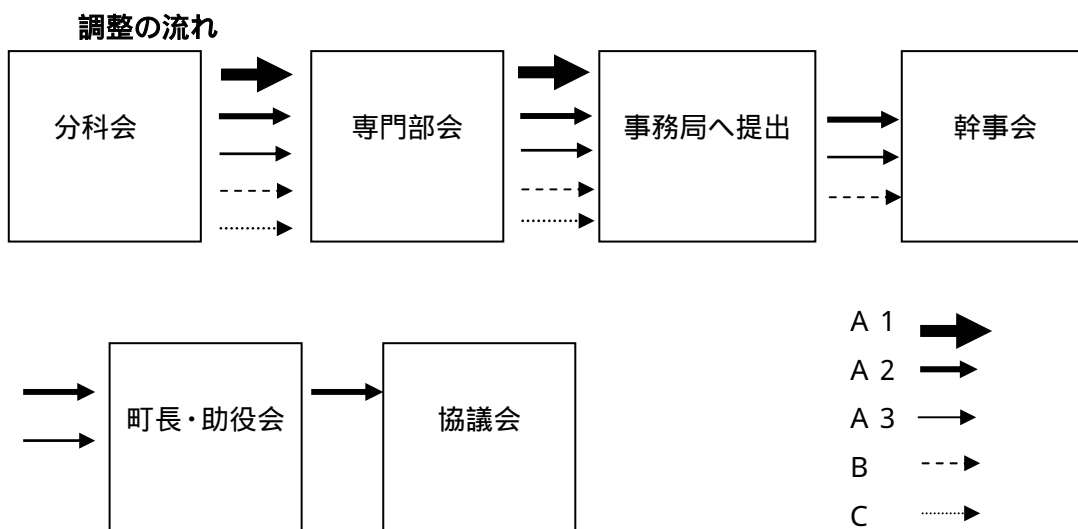 調整の流れ
分科会
専門部会
事務局へ提出
幹事会
町長・助役会
協議会
A 1
A 2
A 3
B
C